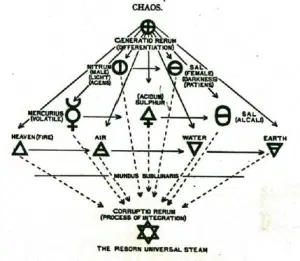 CHAOS.
GENERATIO RERUM
(DIFFERENTIATION)
NITRUM
(MALE)
(LIGHT)
(AGENS)
SAL
(FEMALE)
(DARKNESS)
(PATIENS)
MERCURIUS
(VOLATILE)
(ACIDUS)
SULPHUR
SAL
(ALCALI)
HEAVEN (FIRE)
AIR
WATER
EARTH
MUNDUS SUBLUNARIS
CORRUPTIO RERUM
(PROCESS OF INTEGRATION)
THE REBORN UNIVERSAL STEAM